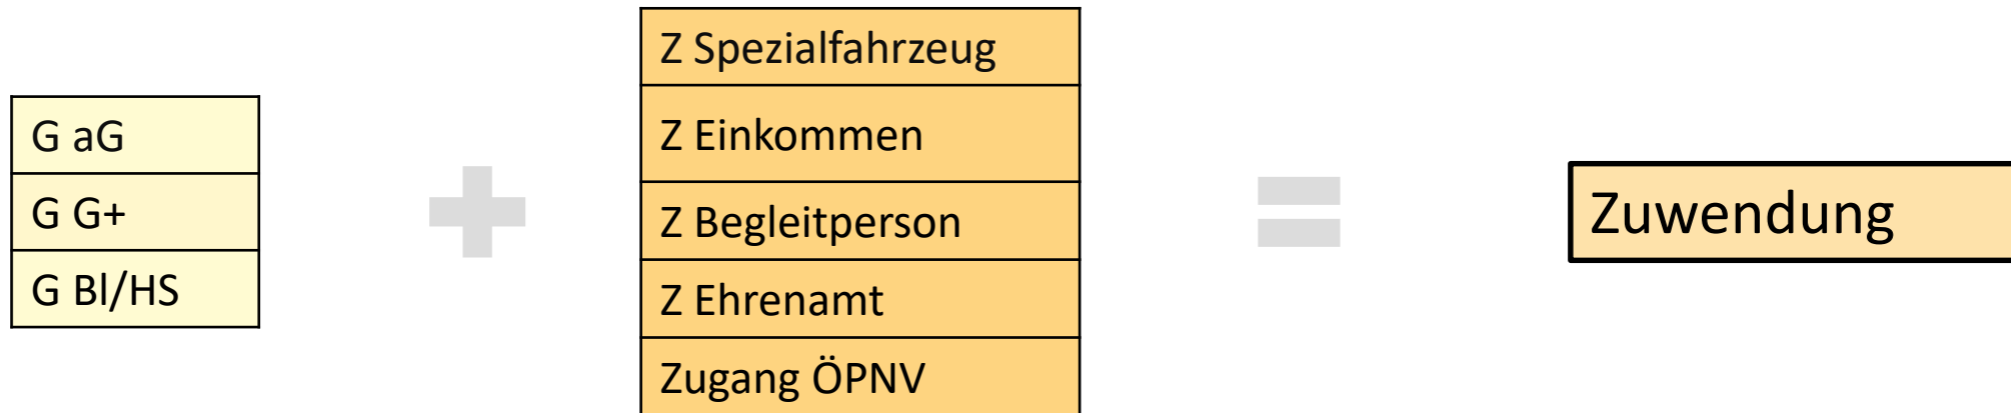 G aG
G G+
G Bl/HS
Z Spezialfahrzeug
Z Einkommen
Z Begleitperson
Z Ehrenamt
Zugang ÖPNV
Zuwendung